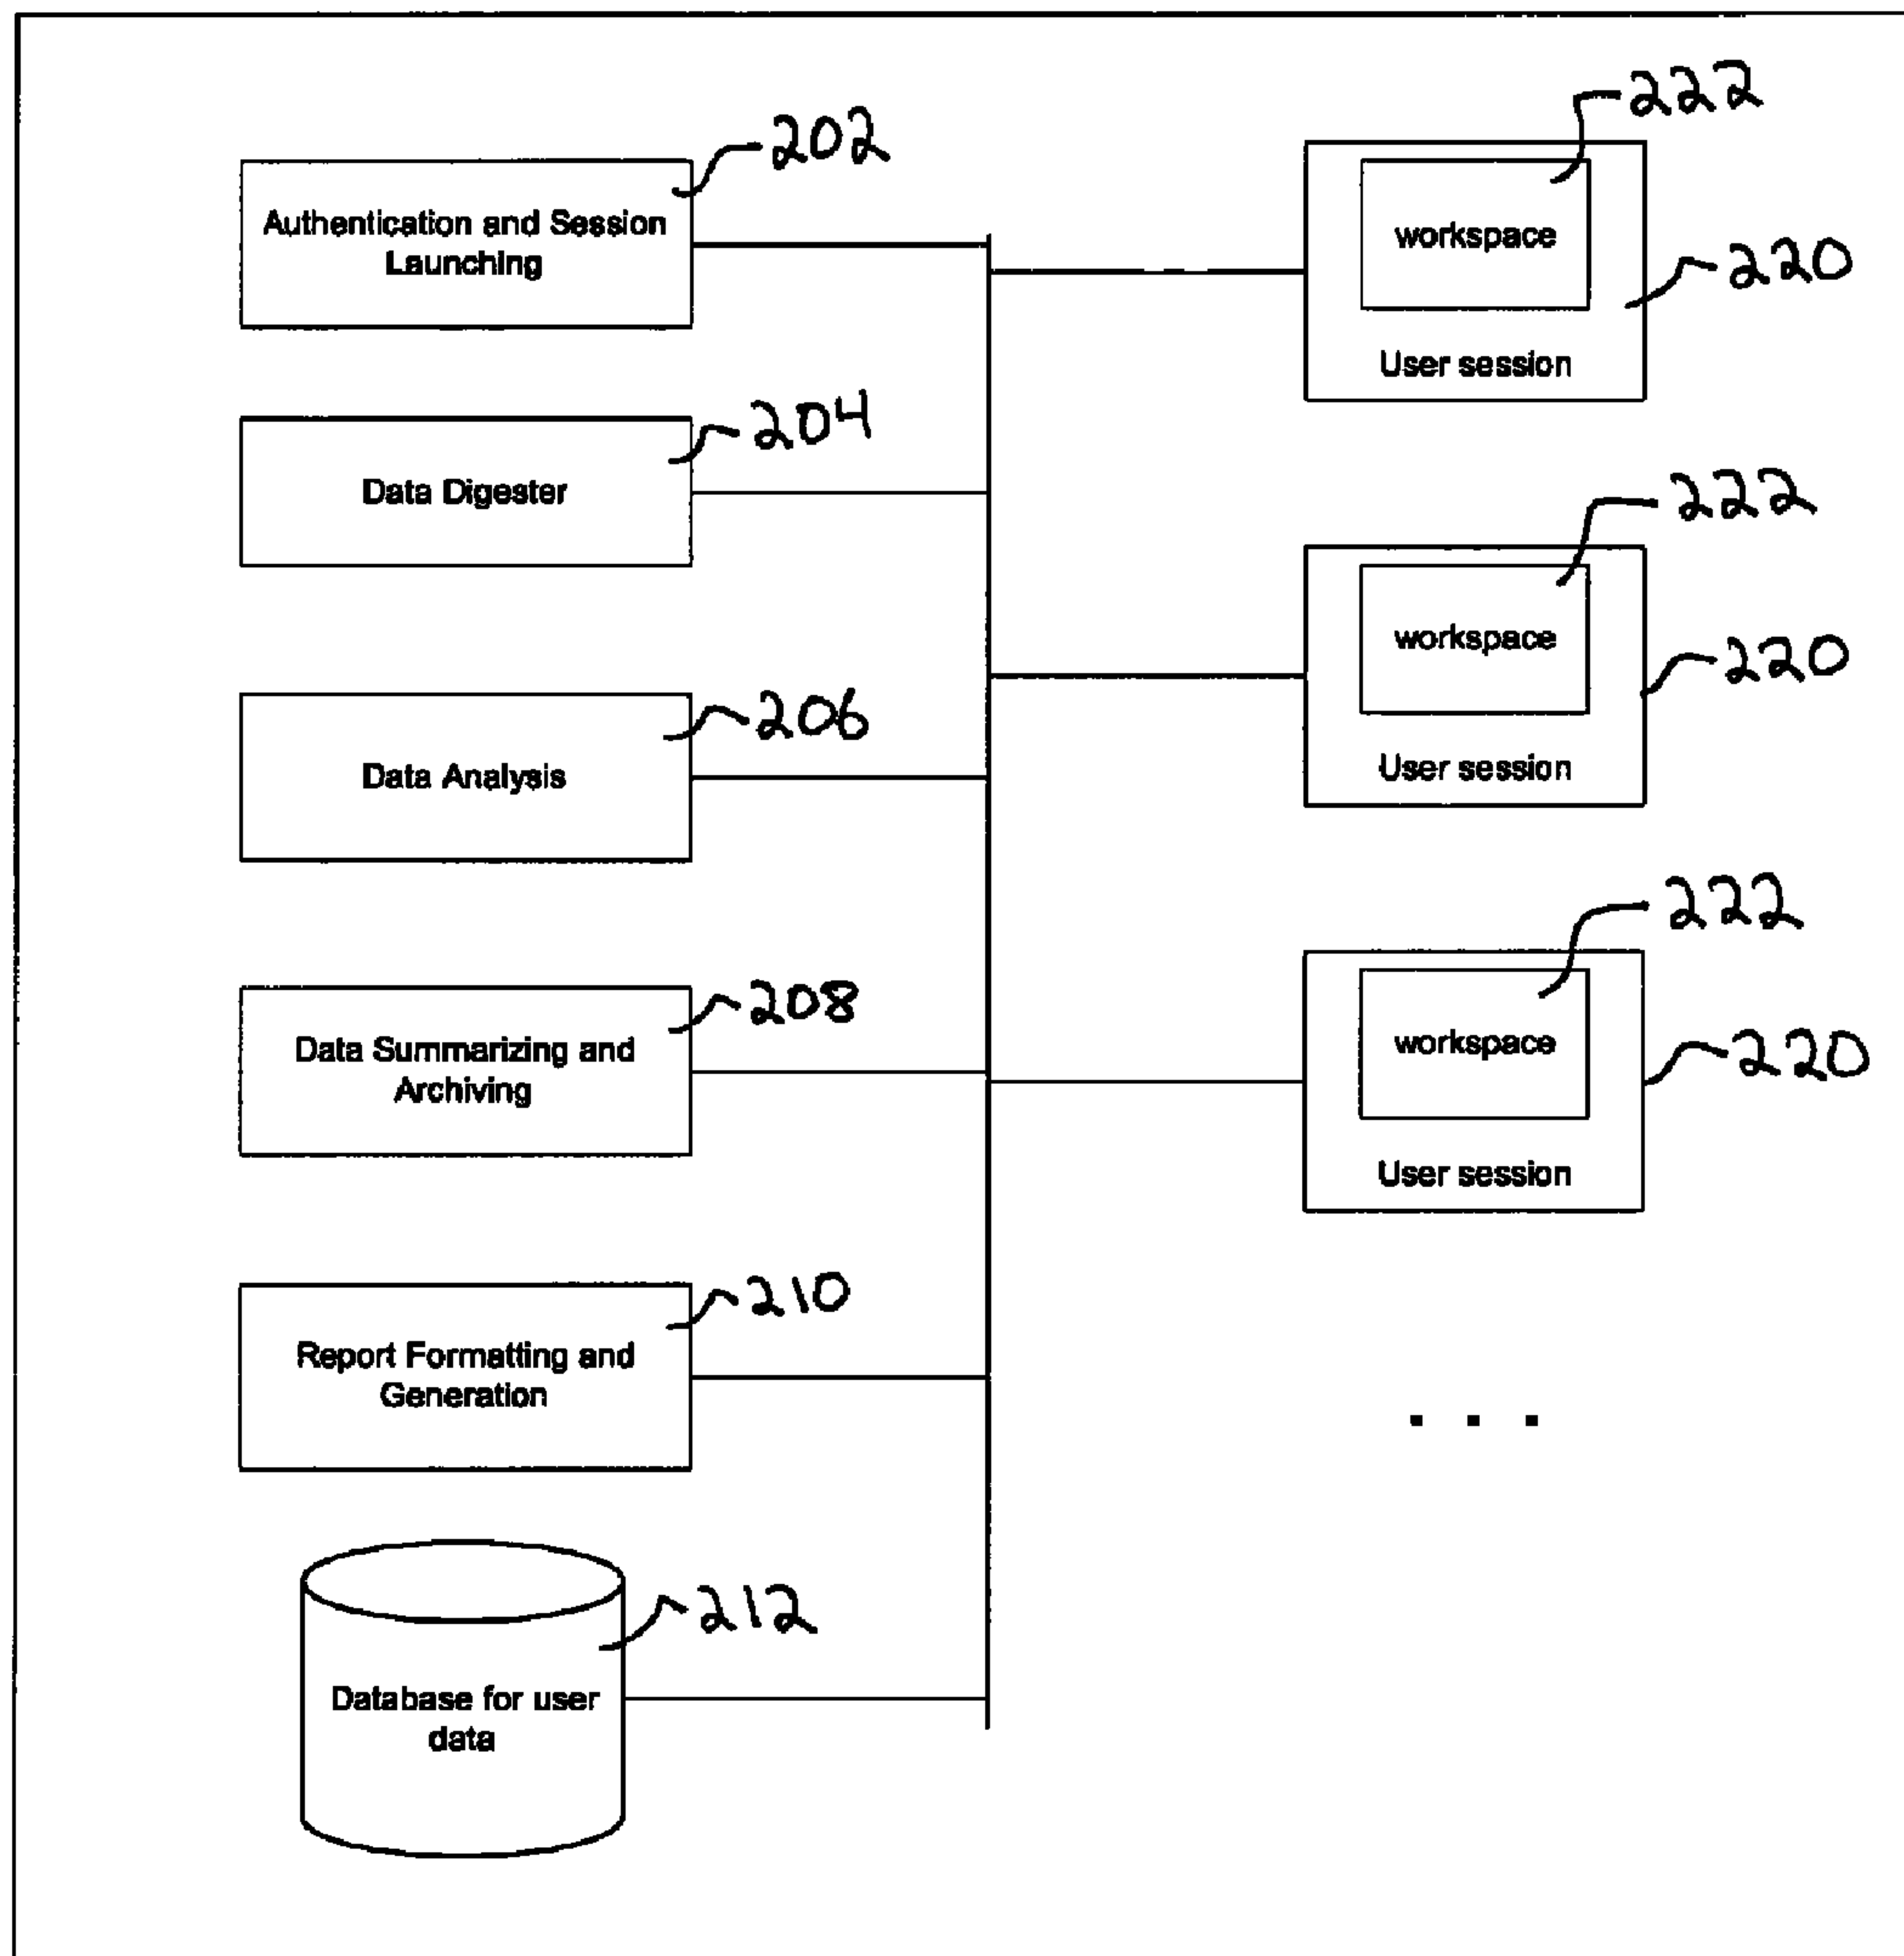 202
Authentication and Session
Launching
204
Data Digester
206
Data Analysis
208
Data Summarizing and
Archiving
210
Report Formatting and
Generation
212
Database for user
data
222
workspace
220
User session
222
workspace
220
User session
222
workspace
220
User session
. . .